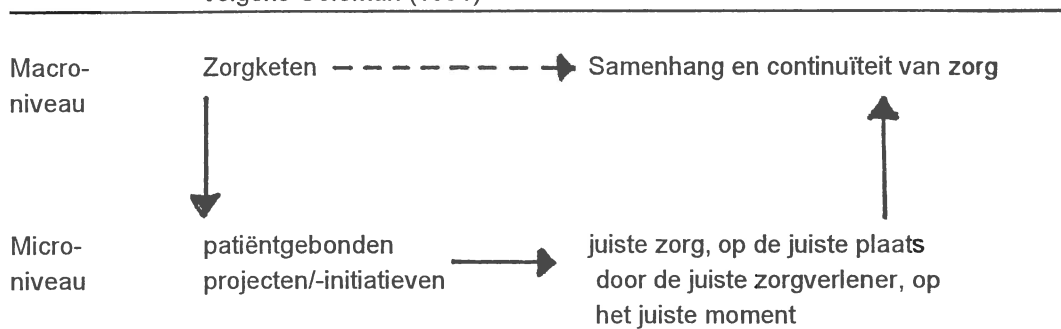 Macro- Zorgketen Samenhang en continuïteit van zorg
niveau
Micro- patiëntgebonden juiste zorg, op de juiste plaats
niveau projecten/-initiatieven door de juiste zorgverlener, op
het juiste moment